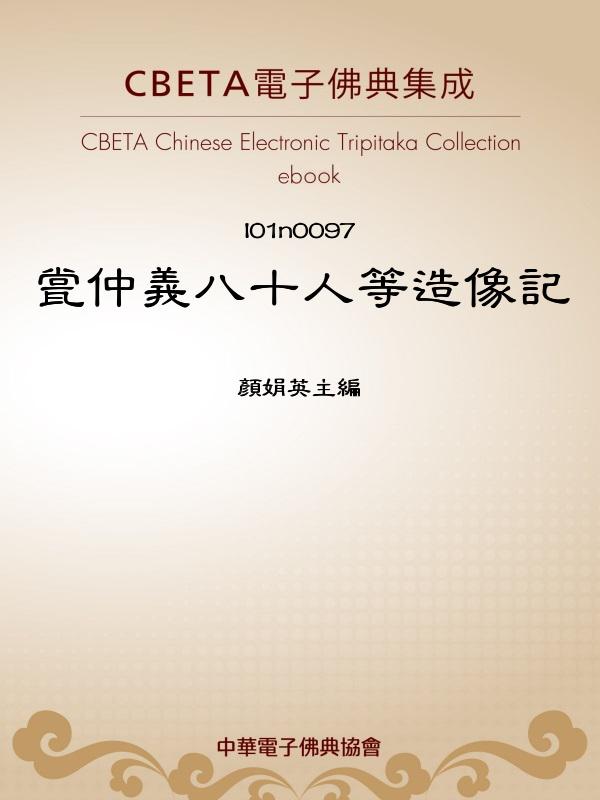 CBETA電子佛典集成
CBETA Chinese Electronic Tripitaka Collection
ebook
I01n0097
瓽仲義八十人等造像記
顏娟英主編
中華電子佛典協會